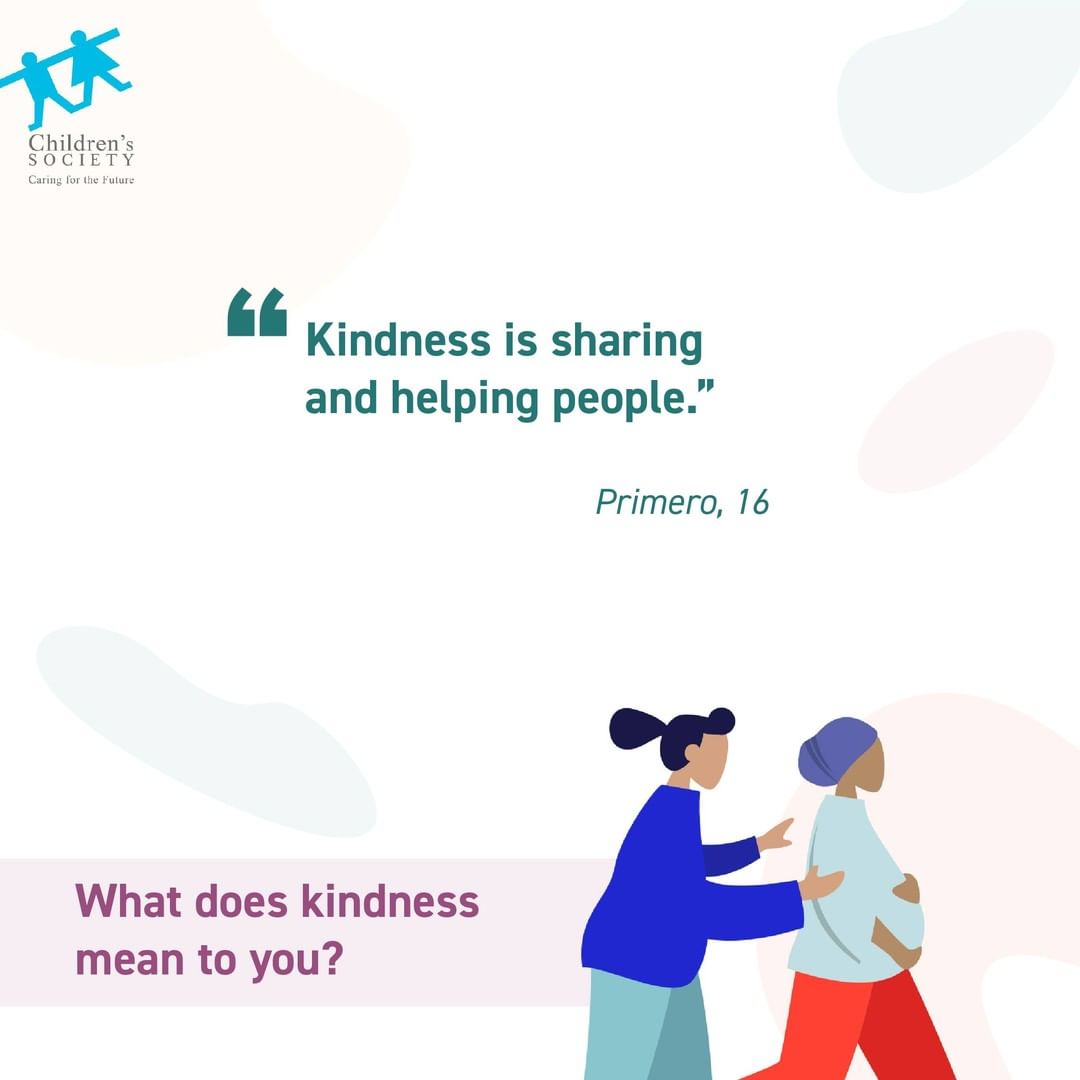 Children's
SOCIETY
Caring for the Future
“Kindness is sharing
and helping people.”
Primero, 16
What does kindness
mean to you?